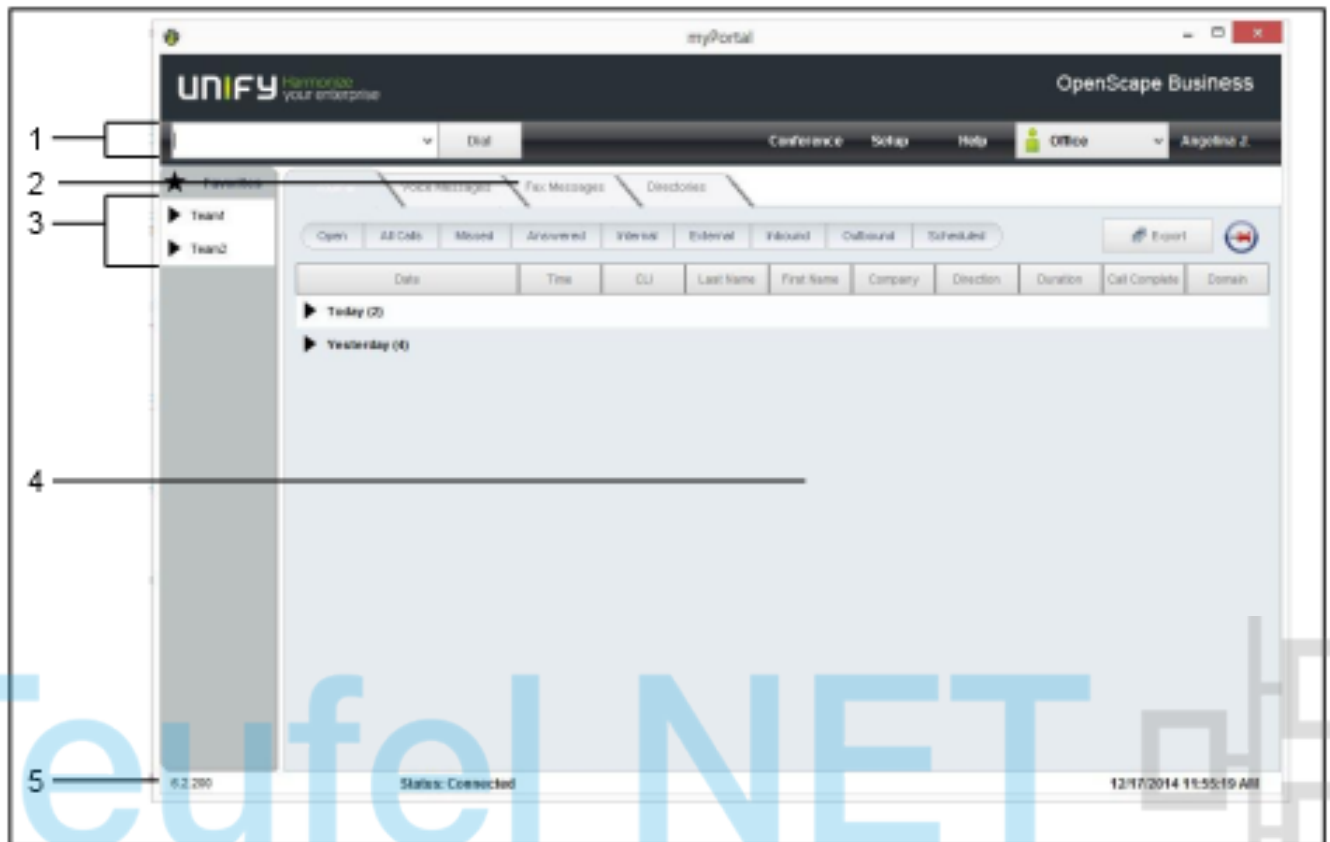 myPortal
UNIFY Harmonize
your enterprise
OpenScape Business
1
Dial
Conference Setup Help Office Angelina J.
2
Favorites
Voice Messages Fax Messages Directories
3
Team1
Team2
Open All Calls Missed Answered Internal External Inbound Outbound Scheduled
Export
Date Time CLI Last Name First Name Company Direction Duration Call Complete Domain
Today (2)
Yesterday (4)
4
Teufel NET
5
6.2.200 Status: Connected 12/17/2014 11:55:19 AM